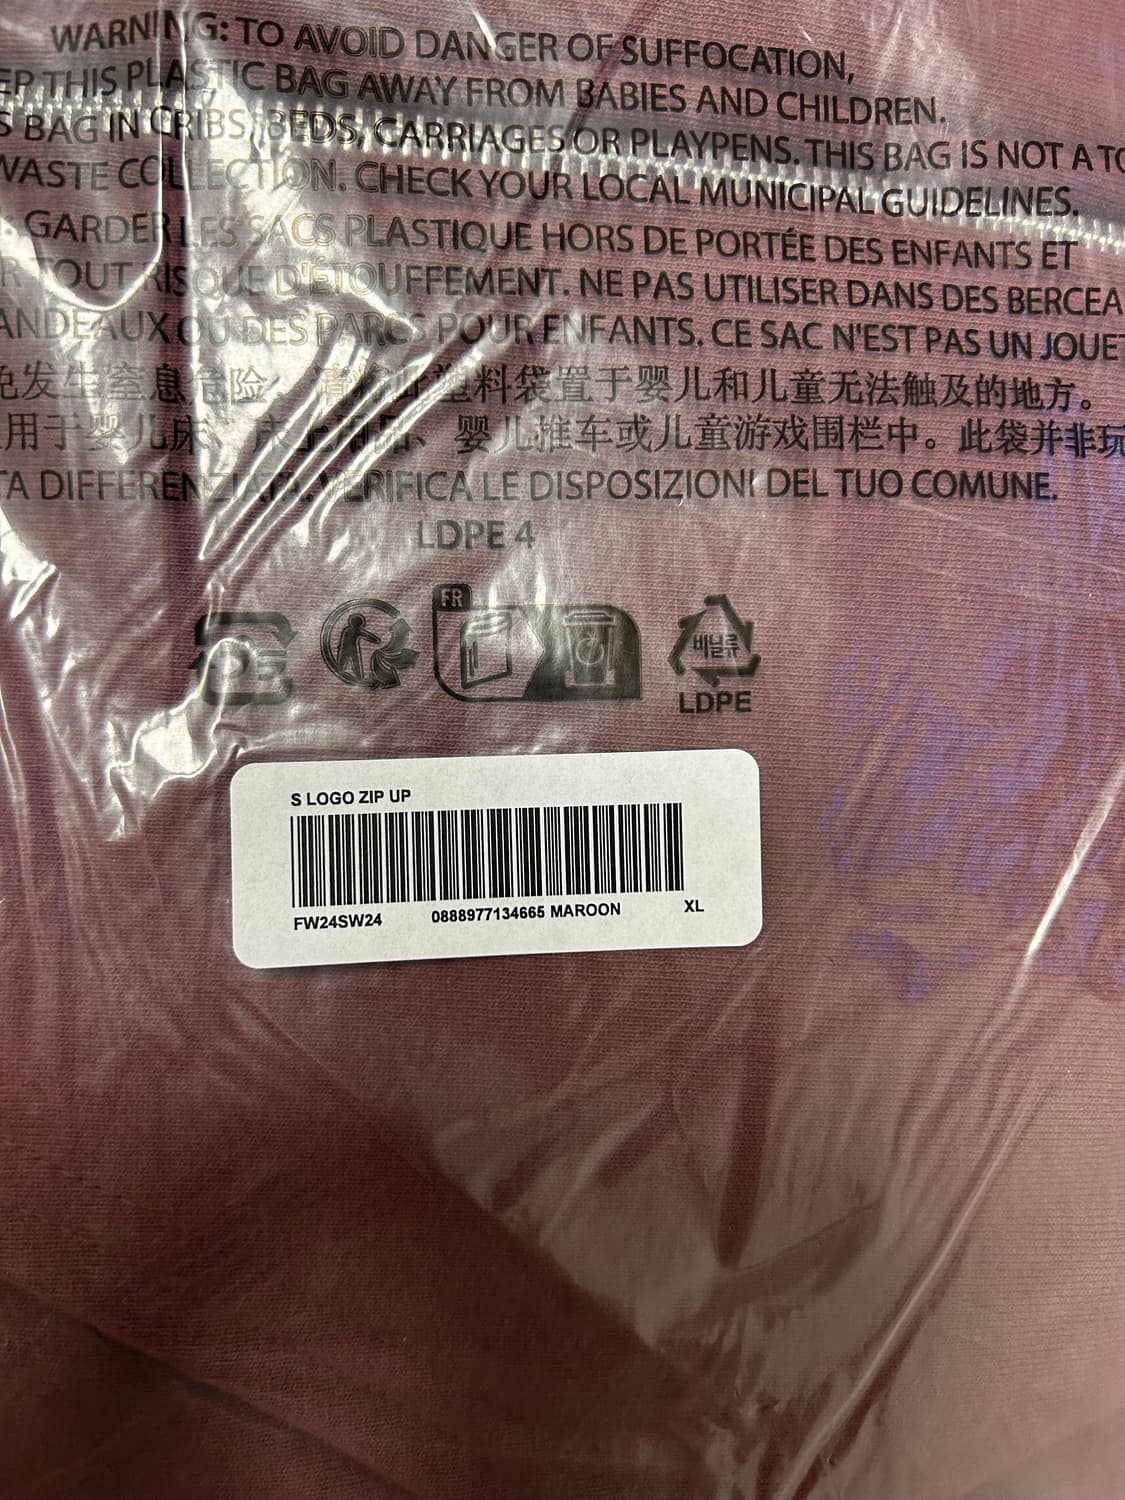 WARNING: TO AVOID DANGER OF SUFFOCATION,
EP THIS PLASTIC BAG AWAY FROM BABIES AND CHILDREN.
S BAG IN CRIBS, BEDS, CARRIAGES OR PLAYPENS. THIS BAG IS NOT A TO
WASTE COLLECTION. CHECK YOUR LOCAL MUNICIPAL GUIDELINES.
GARDER LES SACS PLASTIQUE HORS DE PORTÉE DES ENFANTS ET
R TOUT RISQUE D'ÉTOUFFEMENT. NE PAS UTILISER DANS DES BERCEA
ANDEAUX OU DES PARCS POUR ENFANTS. CE SAC N'EST PAS UN JOUET
免发生窒息危险，请将此塑料袋置于婴儿和儿童无法触及的地方。
用于婴儿床、床上用品、婴儿推车或儿童游戏围栏中。此袋并非玩
TA DIFFERENZIATA. VERIFICA LE DISPOSIZIONI DEL TUO COMUNE.
LDPE 4
FR
비닐류
LDPE
S LOGO ZIP UP
FW24SW24 0888977134665 MAROON XL